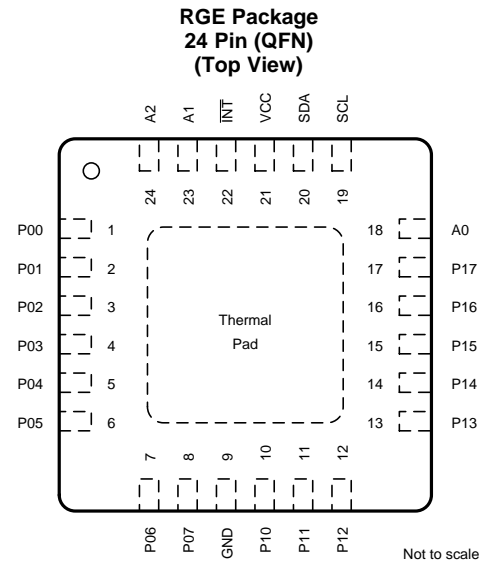 RGE Package
24 Pin (QFN)
(Top View)
A2
A1
INT
VCC
SDA
SCL
24
23
22
21
20
19
P00 1
P01 2
P02 3
P03 4
P04 5
P05 6
Thermal
Pad
18 A0
17 P17
16 P16
15 P15
14 P14
13 P13
7
8
9
10
11
12
P06
P07
GND
P10
P11
P12
Not to scale